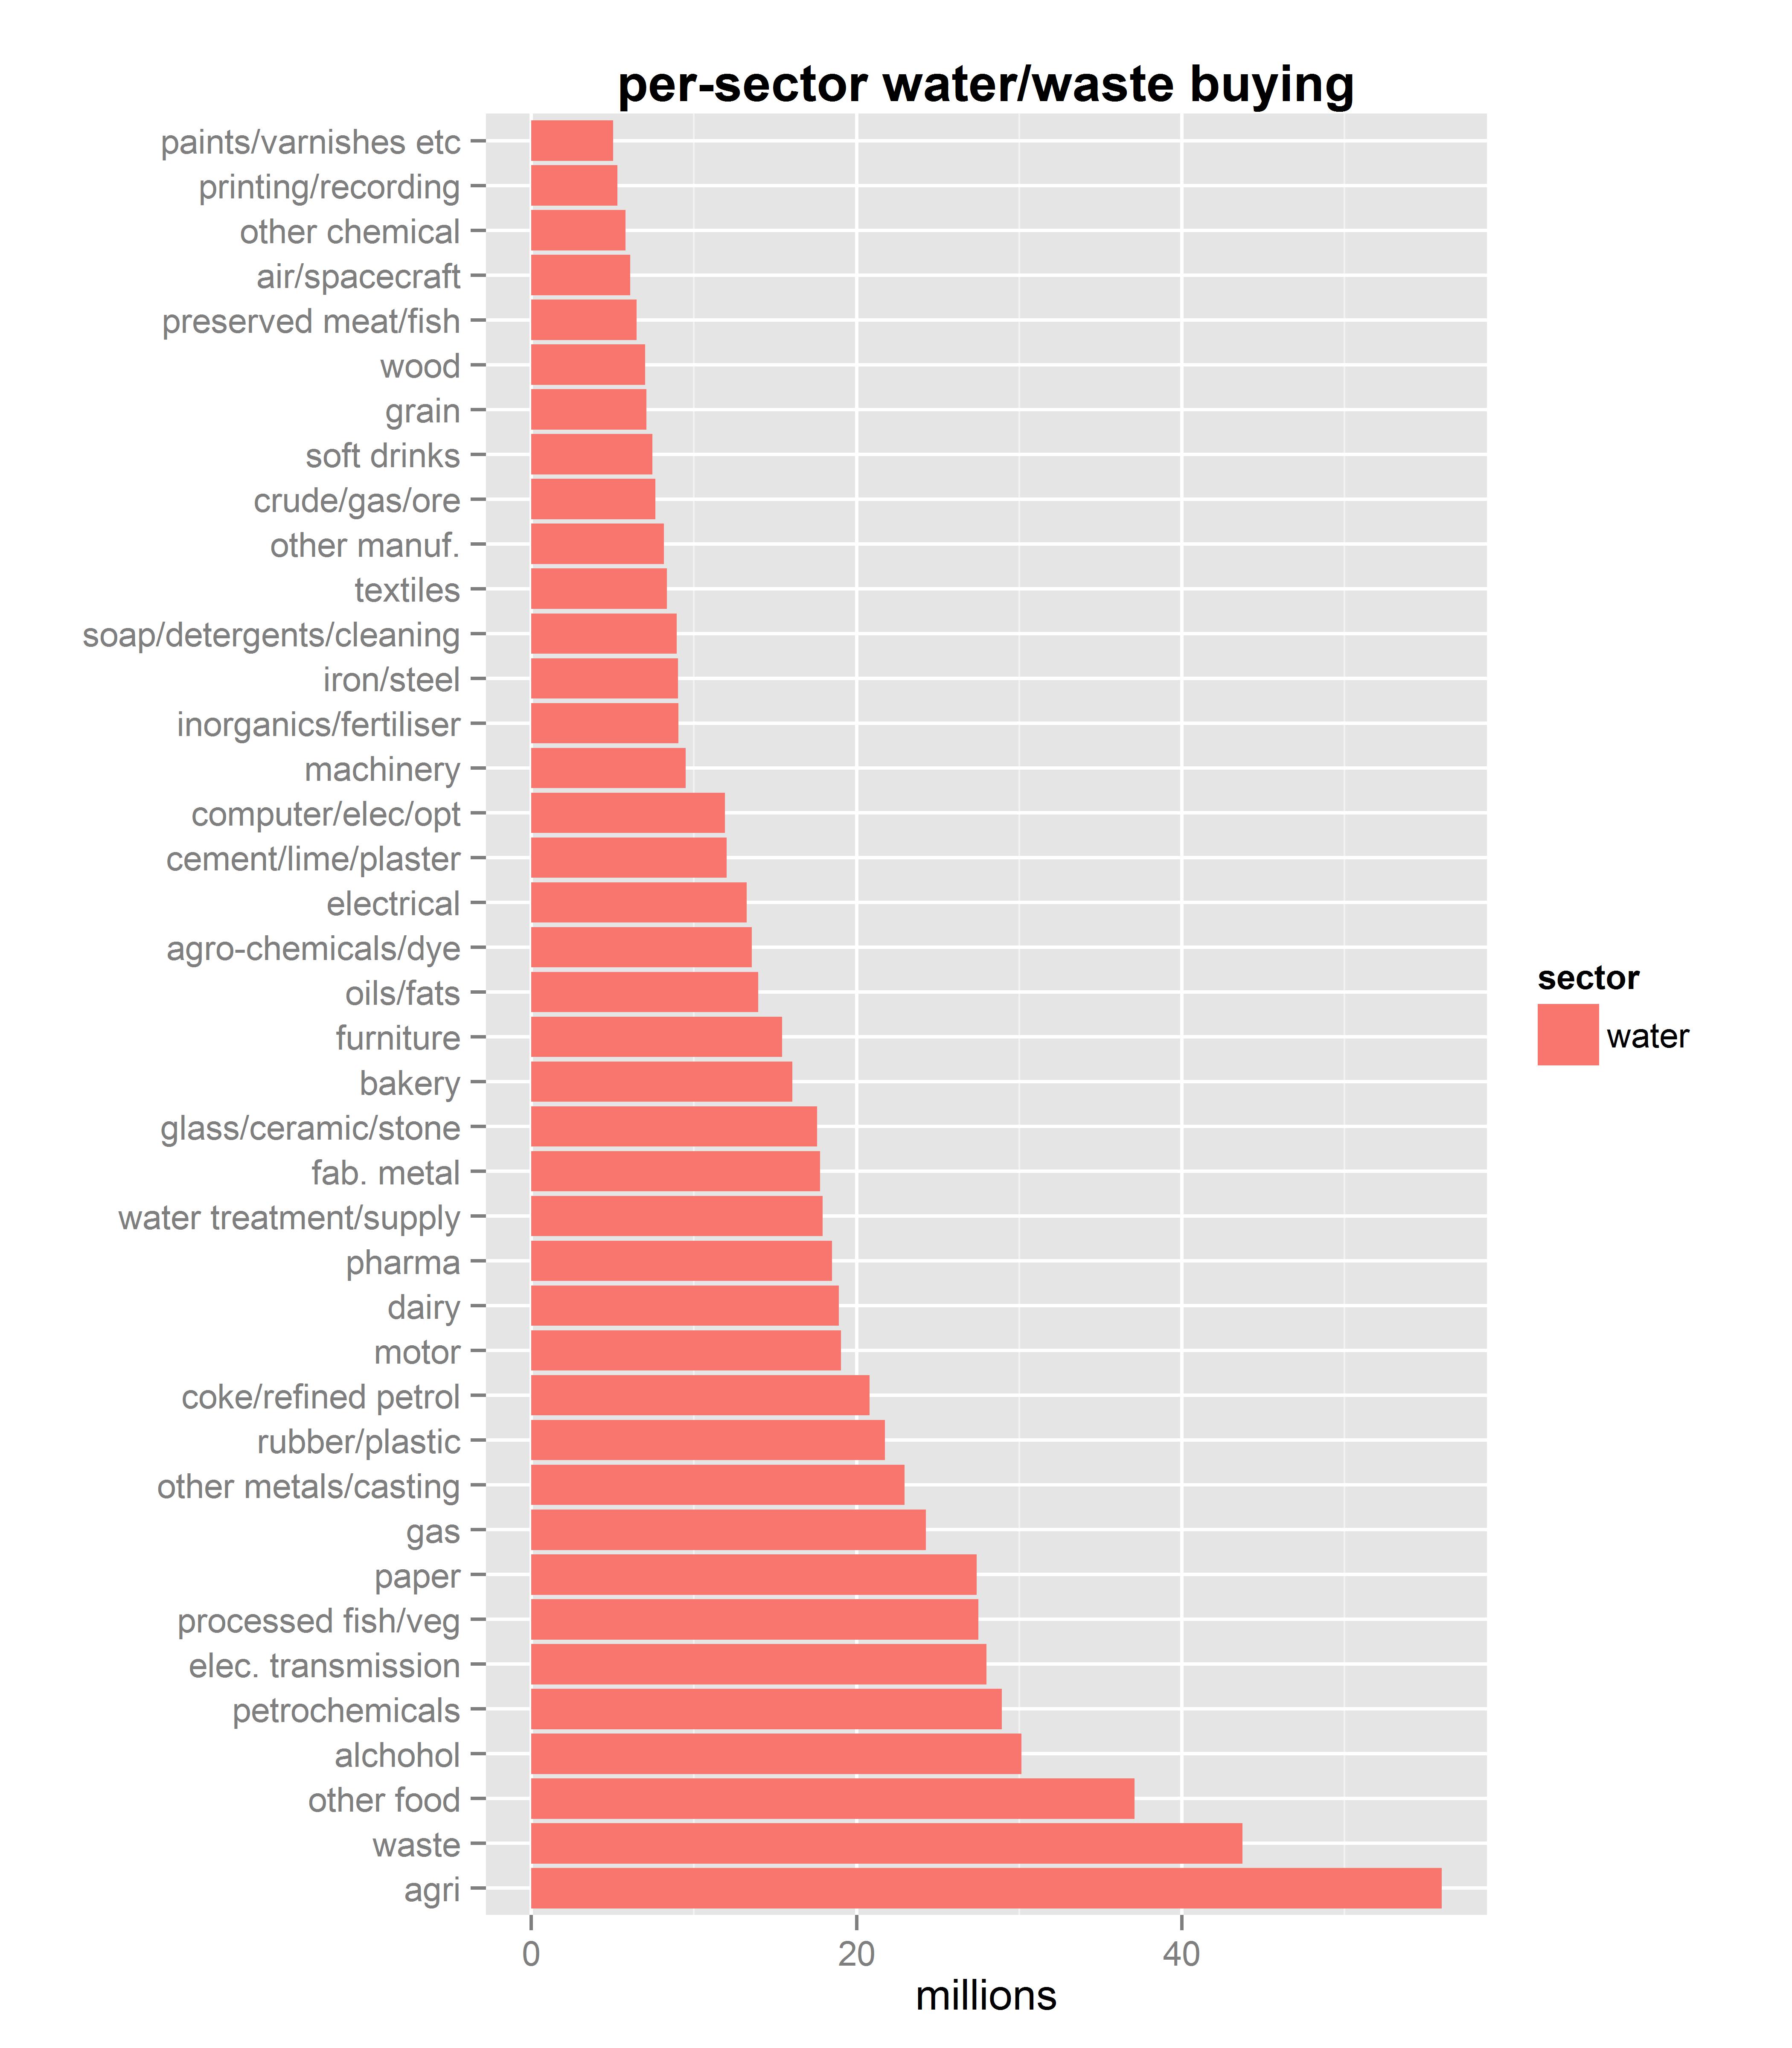 per-sector water/waste buying
paints/varnishes etc
printing/recording
other chemical
air/spacecraft
preserved meat/fish
wood
grain
soft drinks
crude/gas/ore
other manuf.
textiles
soap/detergents/cleaning
iron/steel
inorganics/fertiliser
machinery
computer/elec/opt
cement/lime/plaster
electrical
agro-chemicals/dye
oils/fats
furniture
bakery
glass/ceramic/stone
fab. metal
water treatment/supply
pharma
dairy
motor
coke/refined petrol
rubber/plastic
other metals/casting
gas
paper
processed fish/veg
elec. transmission
petrochemicals
alchohol
other food
waste
agri
0 20 40
millions
sector
water